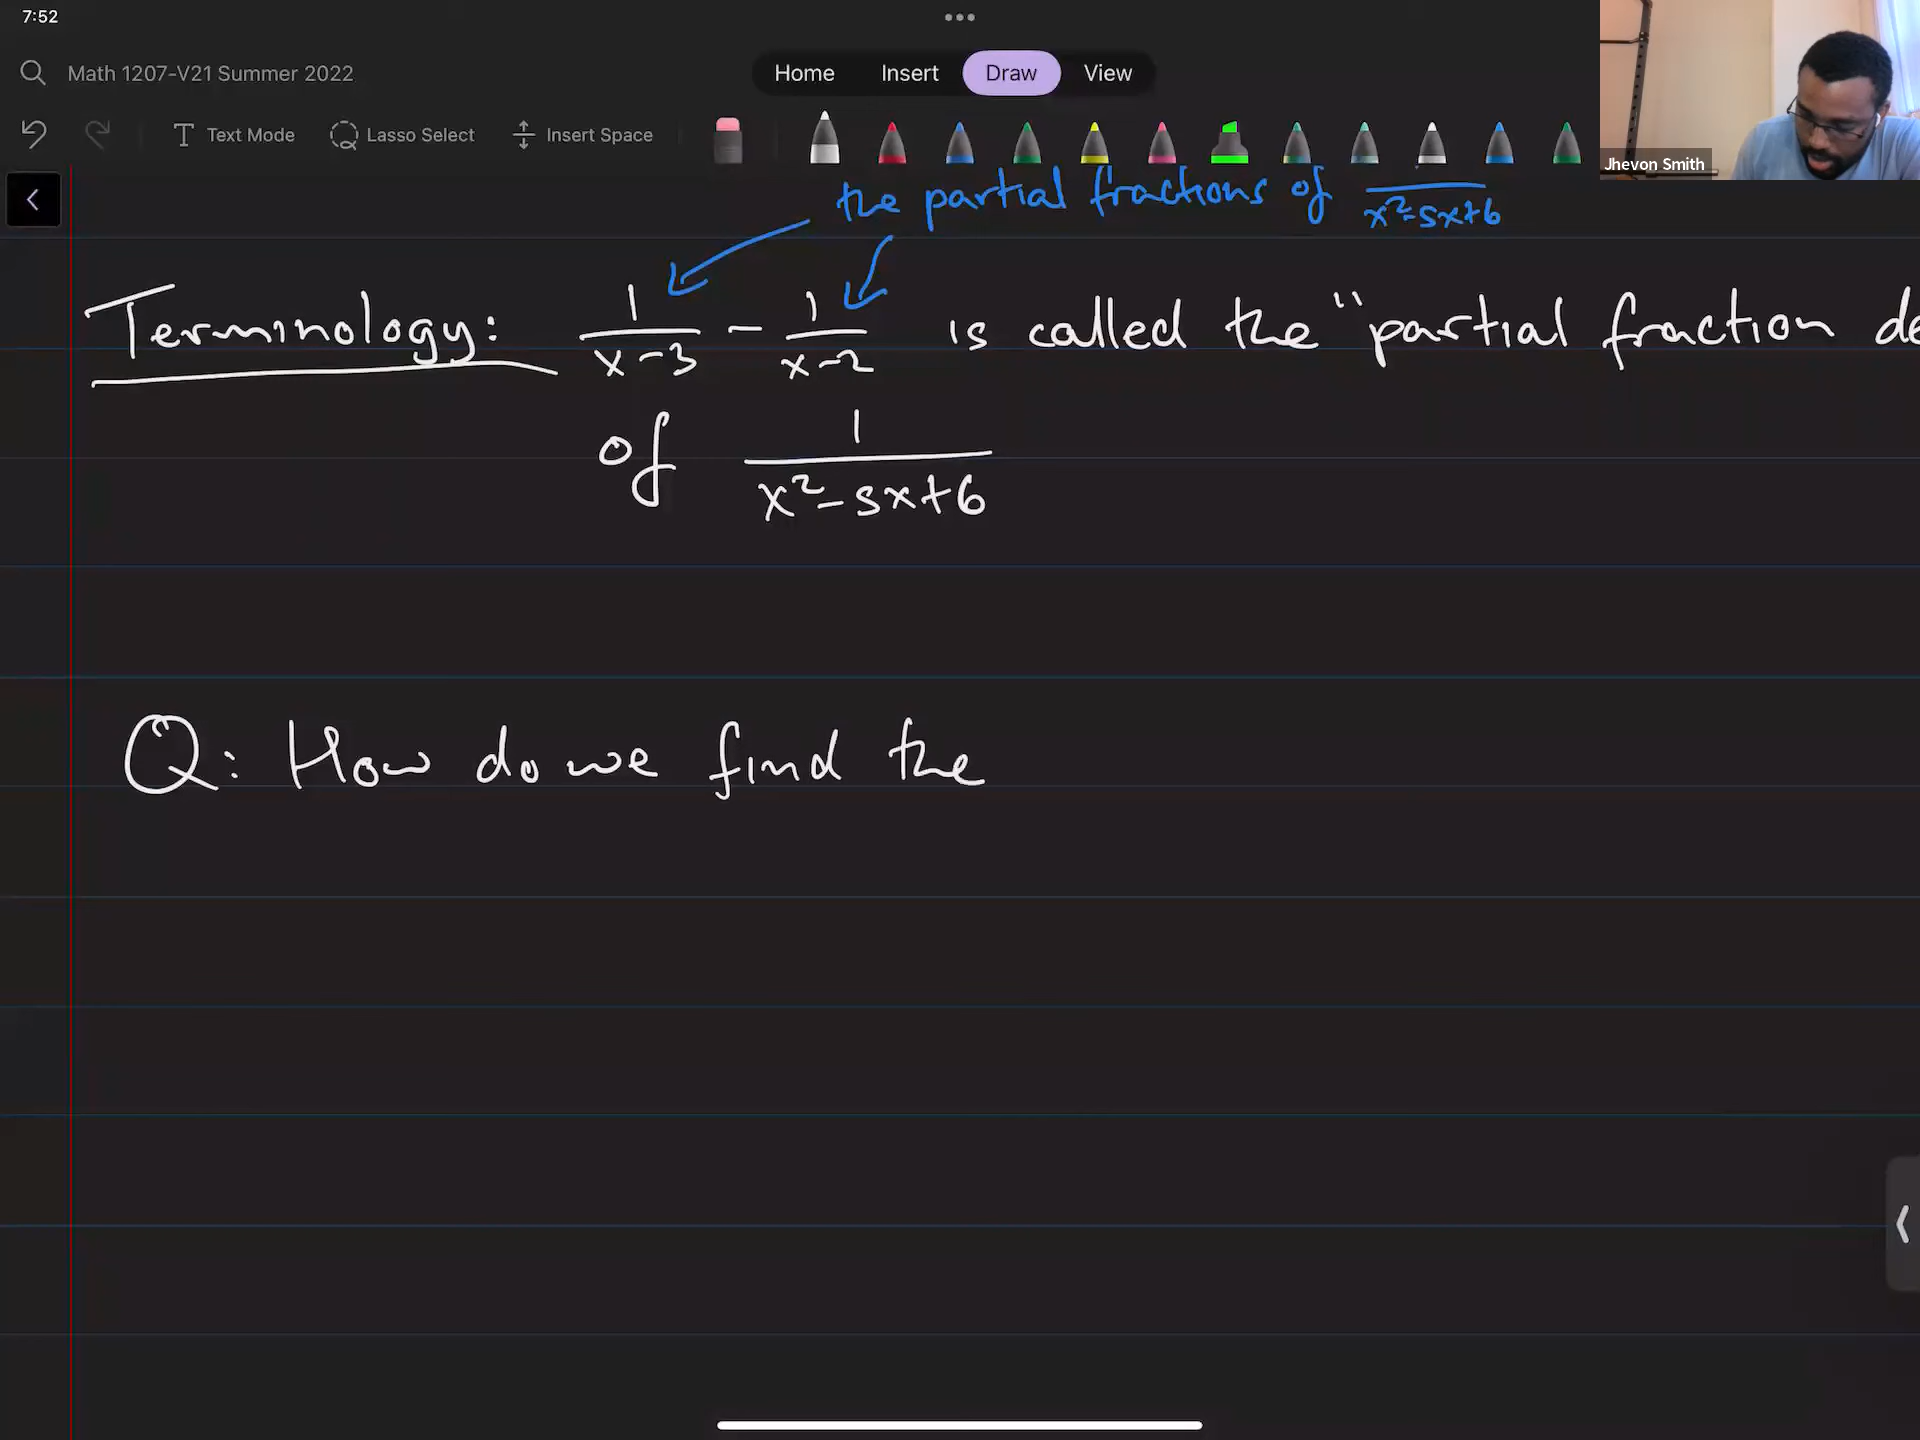 7:52
Math 1207-V21 Summer 2022
Home Insert Draw View
Text Mode Lasso Select Insert Space
Jhevon Smith
the partial fractions of —/(x²-5x+6)
Terminology: 1/(x-3) - 1/(x-2) is called the "partial fraction de
of 1/(x²-5x+6)
Q: How do we find the